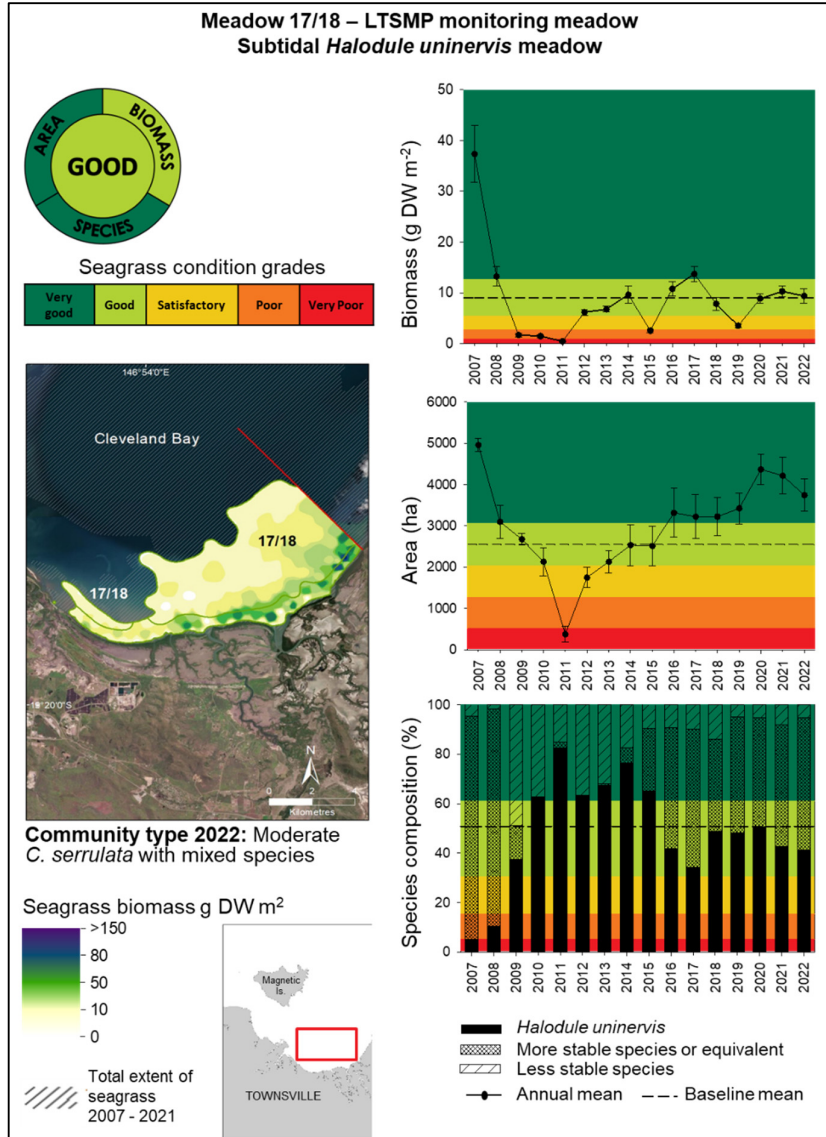 Meadow 17/18 – LTSMP monitoring meadow
Subtidal Halodule uninervis meadow
AREA
BIOMASS
GOOD
SPECIES
Seagrass condition grades
Very good
Good
Satisfactory
Poor
Very Poor
146°54'0"E
Cleveland Bay
17/18
17/18
19°20'0"S
N
0 2
Kilometres
Community type 2022: Moderate
C. serrulata with mixed species
Seagrass biomass g DW m²
>150
80
50
10
0
Total extent of
seagrass
2007 - 2021
Magnetic
Is.
TOWNSVILLE
Biomass (g DW m⁻²)
50
40
30
20
10
0
2007 2008 2009 2010 2011 2012 2013 2014 2015 2016 2017 2018 2019 2020 2021 2022
Area (ha)
6000
5000
4000
3000
2000
1000
0
2007 2008 2009 2010 2011 2012 2013 2014 2015 2016 2017 2018 2019 2020 2021 2022
Species composition (%)
100
80
60
40
20
0
2007 2008 2009 2010 2011 2012 2013 2014 2015 2016 2017 2018 2019 2020 2021 2022
Halodule uninervis
More stable species or equivalent
Less stable species
Annual mean
Baseline mean